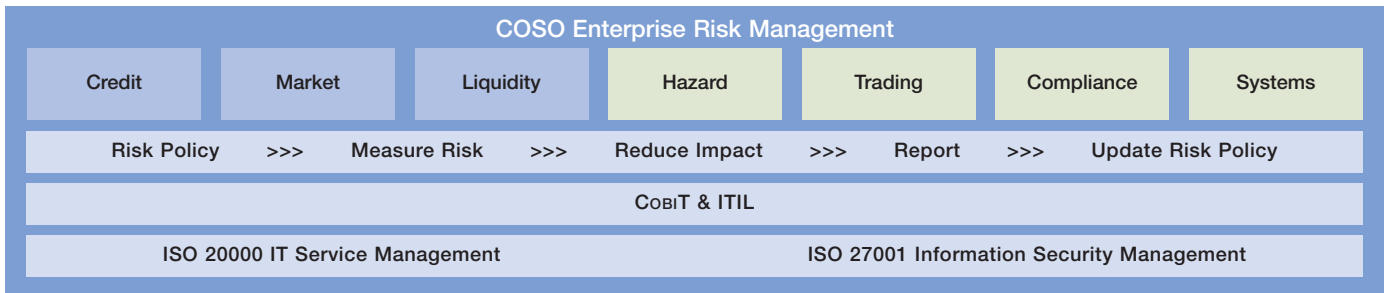 COSO Enterprise Risk Management
Credit Market Liquidity Hazard Trading Compliance Systems
Risk Policy >>> Measure Risk >>> Reduce Impact >>> Report >>> Update Risk Policy
COBIT & ITIL
ISO 20000 IT Service Management ISO 27001 Information Security Management